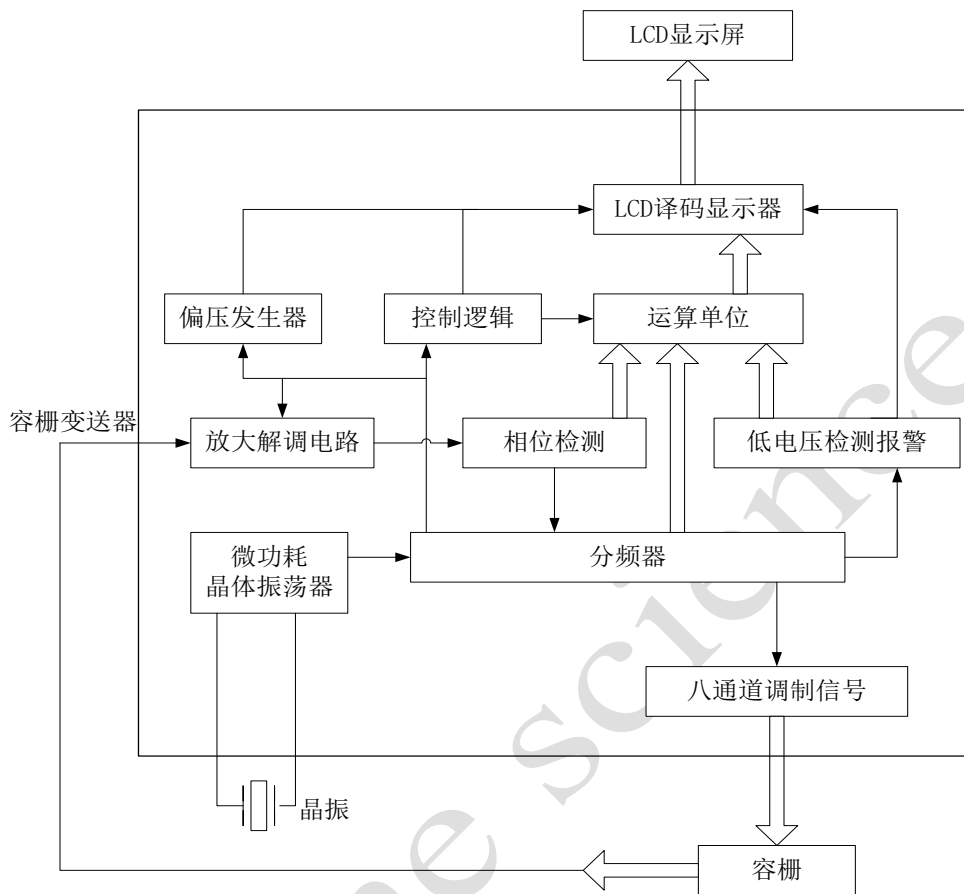 LCD显示屏
LCD译码显示器
偏压发生器
控制逻辑
运算单位
容栅变送器
放大解调电路
相位检测
低电压检测报警
微功耗
晶体振荡器
分频器
八通道调制信号
晶振
容栅
me science